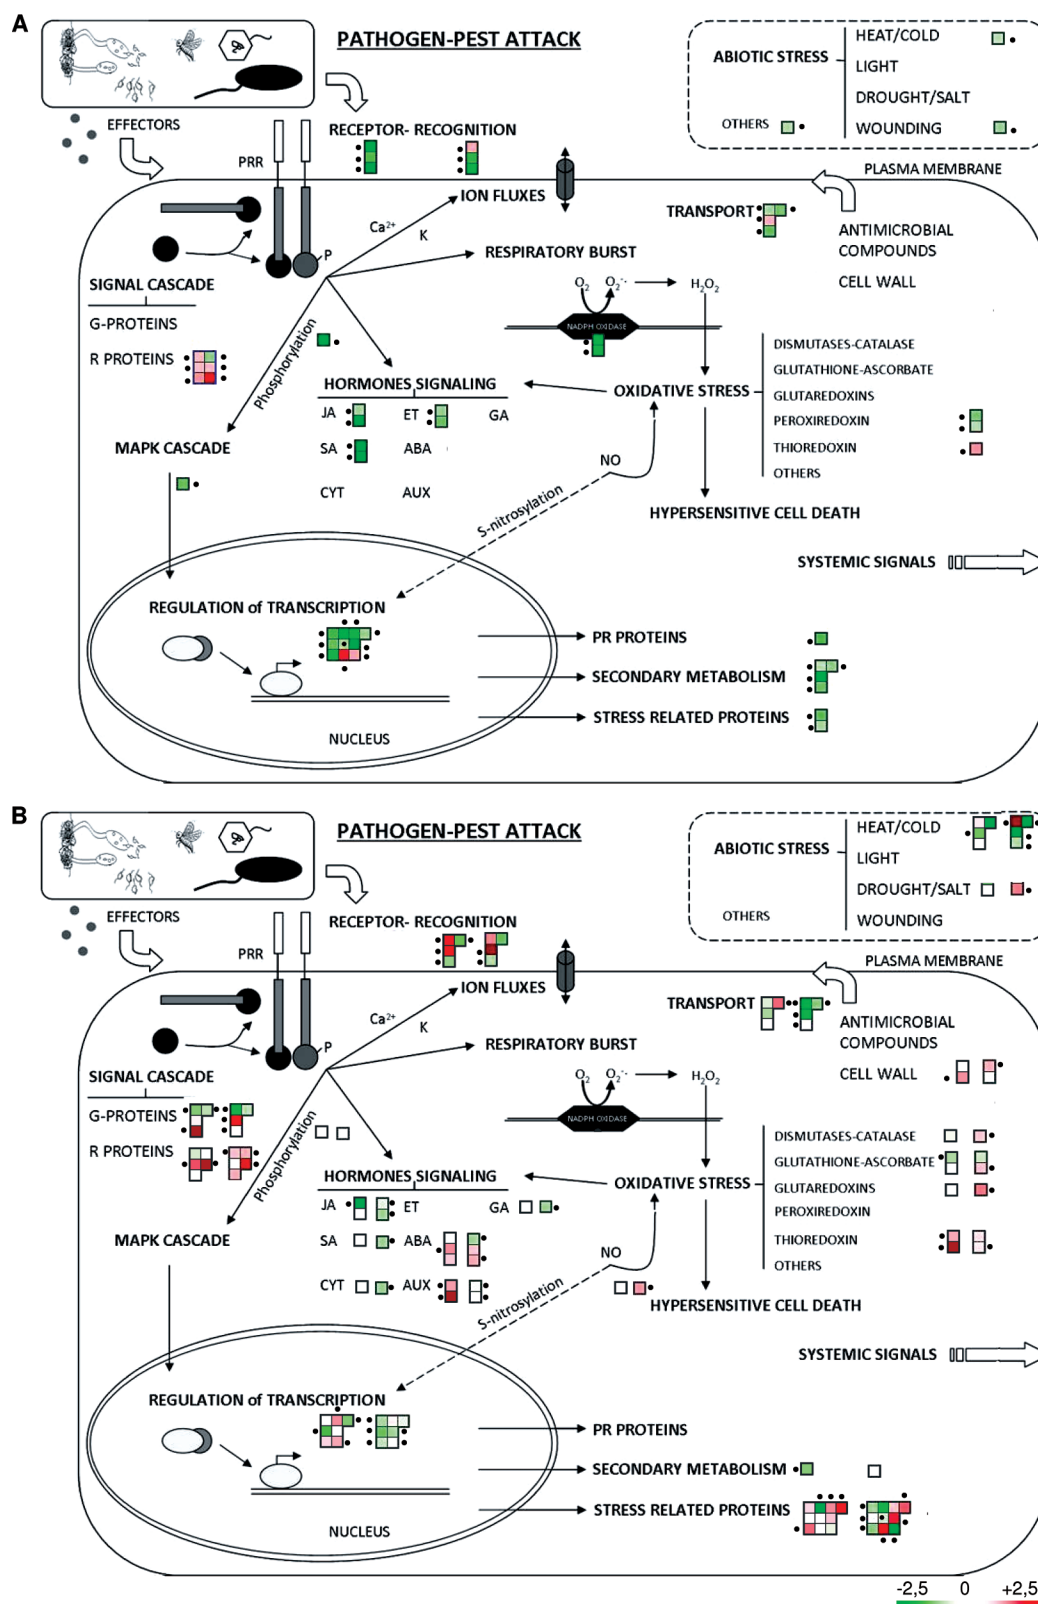 A
PATHOGEN-PEST ATTACK
ABIOTIC STRESS
HEAT/COLD
LIGHT
DROUGHT/SALT
OTHERS
WOUNDING
EFFECTORS
RECEPTOR- RECOGNITION
PRR
PLASMA MEMBRANE
ION FLUXES
TRANSPORT
Ca2+
K
ANTIMICROBIAL
COMPOUNDS
RESPIRATORY BURST
P
CELL WALL
SIGNAL CASCADE
O2
O2·-
H2O2
G-PROTEINS
NADPH OXIDASE
R PROTEINS
Phosphorylation
DISMUTASES-CATALASE
GLUTATHIONE-ASCORBATE
HORMONES SIGNALING
OXIDATIVE STRESS
GLUTAREDOXINS
JA
ET
GA
PEROXIREDOXIN
MAPK CASCADE
SA
ABA
THIOREDOXIN
NO
OTHERS
CYT
AUX
S-nitrosylation
HYPERSENSITIVE CELL DEATH
SYSTEMIC SIGNALS
REGULATION of TRANSCRIPTION
PR PROTEINS
SECONDARY METABOLISM
STRESS RELATED PROTEINS
NUCLEUS
B
PATHOGEN-PEST ATTACK
ABIOTIC STRESS
HEAT/COLD
LIGHT
DROUGHT/SALT
OTHERS
WOUNDING
EFFECTORS
RECEPTOR- RECOGNITION
PRR
PLASMA MEMBRANE
ION FLUXES
TRANSPORT
Ca2+
K
ANTIMICROBIAL
COMPOUNDS
RESPIRATORY BURST
P
CELL WALL
SIGNAL CASCADE
O2
O2·-
H2O2
G-PROTEINS
NADPH OXIDASE
R PROTEINS
Phosphorylation
DISMUTASES-CATALASE
GLUTATHIONE-ASCORBATE
HORMONES SIGNALING
OXIDATIVE STRESS
GLUTAREDOXINS
JA
ET
GA
PEROXIREDOXIN
MAPK CASCADE
SA
ABA
THIOREDOXIN
NO
OTHERS
CYT
AUX
S-nitrosylation
HYPERSENSITIVE CELL DEATH
SYSTEMIC SIGNALS
REGULATION of TRANSCRIPTION
PR PROTEINS
SECONDARY METABOLISM
STRESS RELATED PROTEINS
NUCLEUS
-2,5 0 +2,5